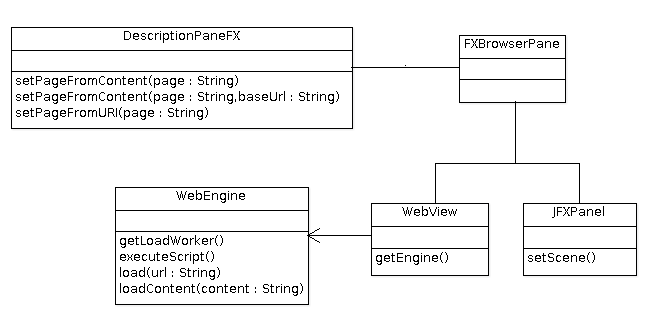 DescriptionPaneFX
setPageFromContent(page : String)
setPageFromContent(page : String,baseUrl : String)
setPageFromURI(page : String)
FXBrowserPane
WebEngine
getLoadWorker()
executeScript()
load(url : String)
loadContent(content : String)
WebView
getEngine()
JFXPanel
setScene()